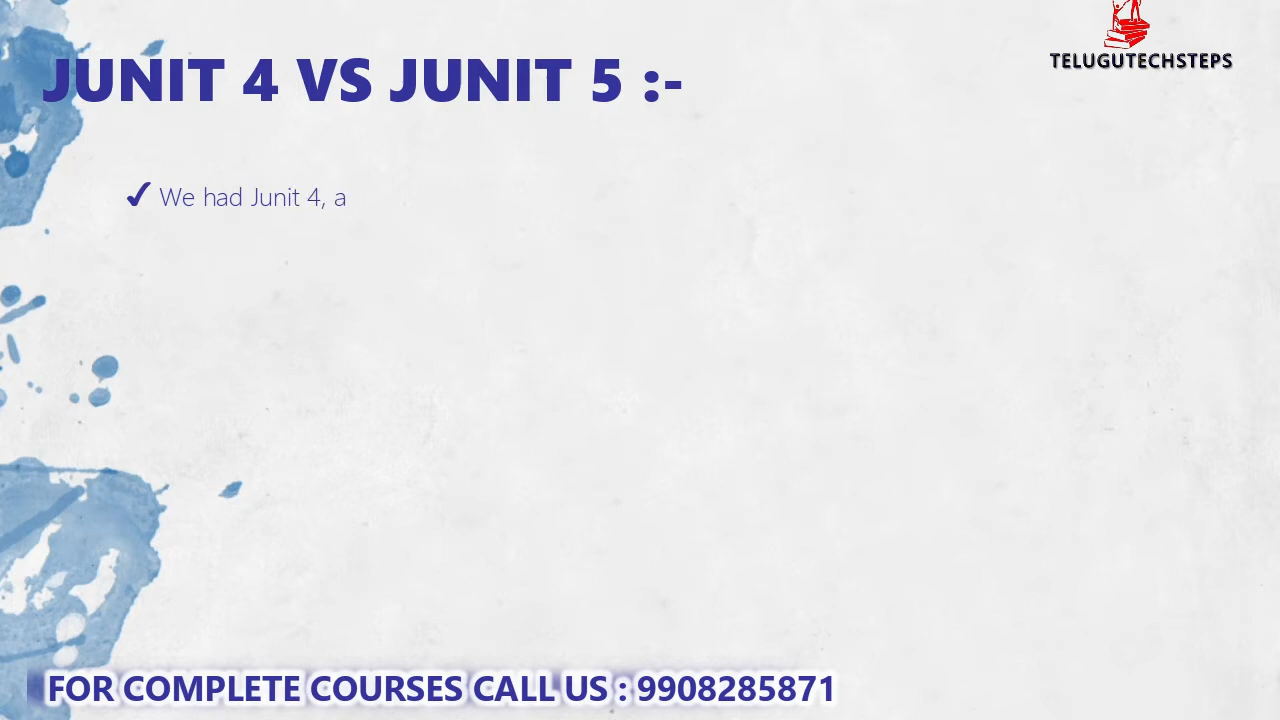 TELUGUTECHSTEPS
JUNIT 4 VS JUNIT 5 :-
✓ We had Junit 4, a
FOR COMPLETE COURSES CALL US : 9908285871